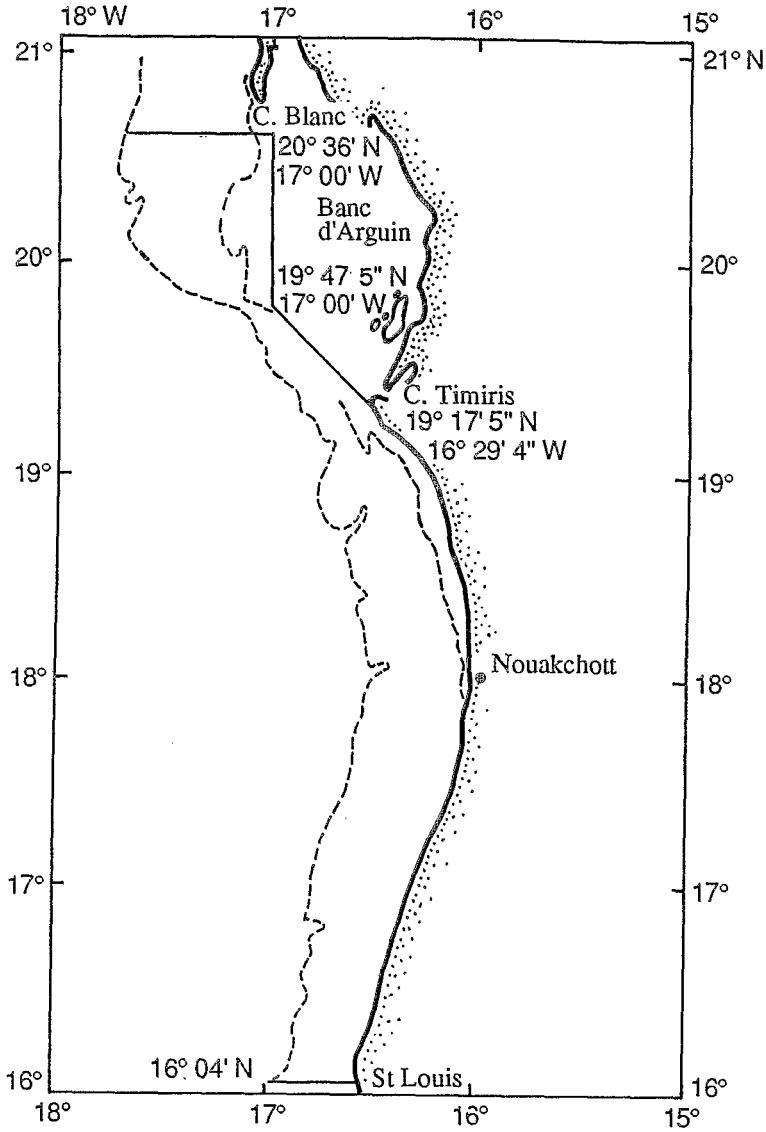 18° W 17° 16° 15°
21° 21° N
C. Blanc
20° 36' N
17° 00' W
Banc
d'Arguin
20° 20°
19° 47 5" N
17° 00' W
C. Timiris
19° 17' 5" N
16° 29' 4" W
19° 19°
Nouakchott
18° 18°
17° 17°
16° 04' N
St Louis
16° 16°
18° 17° 16° 15°